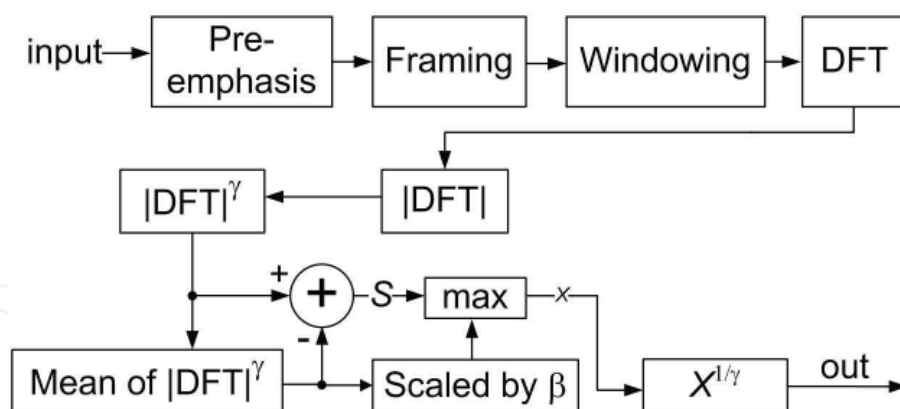 input
Pre-
emphasis
Framing
Windowing
DFT
|DFT|^γ
|DFT|
+
+
S
max
x
-
Mean of |DFT|^γ
Scaled by β
X^{1/γ}
out